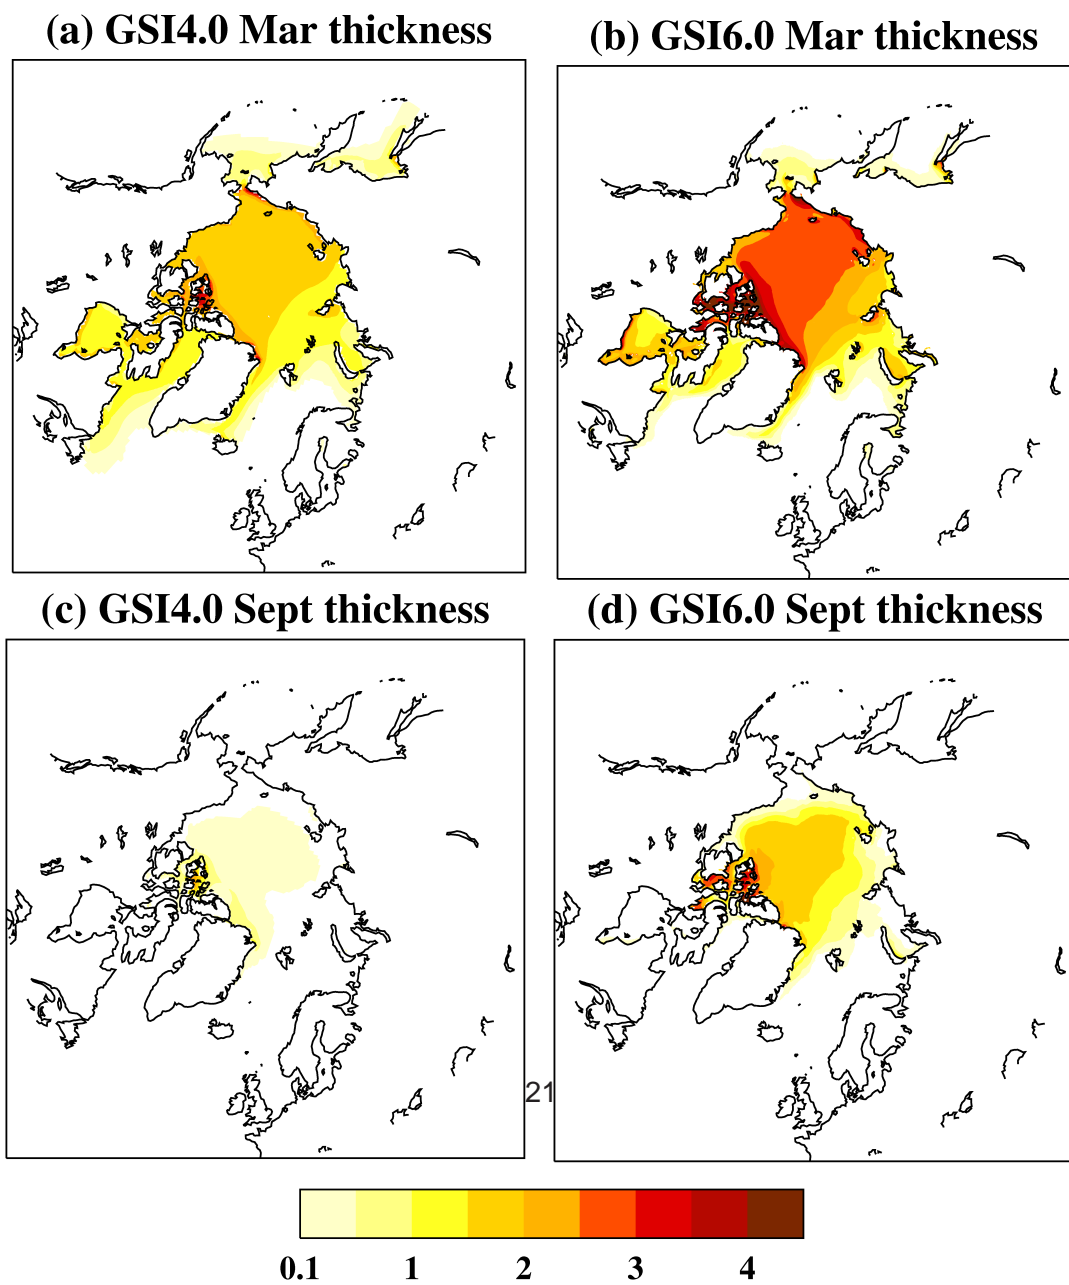 (a) GSI4.0 Mar thickness
(b) GSI6.0 Mar thickness
(c) GSI4.0 Sept thickness
(d) GSI6.0 Sept thickness
21
0.1 1 2 3 4